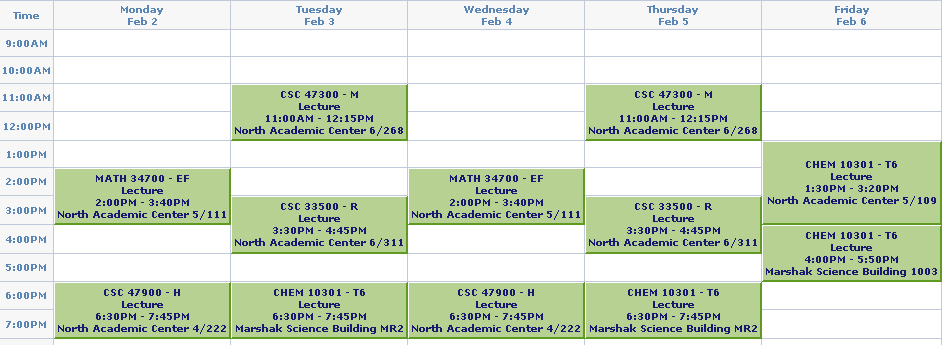 Time
Monday
Feb 2
Tuesday
Feb 3
Wednesday
Feb 4
Thursday
Feb 5
Friday
Feb 6
9:00AM
10:00AM
11:00AM
CSC 47300 - M
Lecture
11:00AM - 12:15PM
North Academic Center 6/268
CSC 47300 - M
Lecture
11:00AM - 12:15PM
North Academic Center 6/268
12:00PM
1:00PM
CHEM 10301 - T6
Lecture
1:30PM - 3:20PM
North Academic Center 5/109
2:00PM
MATH 34700 - EF
Lecture
2:00PM - 3:40PM
North Academic Center 5/111
MATH 34700 - EF
Lecture
2:00PM - 3:40PM
North Academic Center 5/111
3:00PM
CSC 33500 - R
Lecture
3:30PM - 4:45PM
North Academic Center 6/311
CSC 33500 - R
Lecture
3:30PM - 4:45PM
North Academic Center 6/311
4:00PM
CHEM 10301 - T6
Lecture
4:00PM - 5:50PM
Marshak Science Building 1003
5:00PM
6:00PM
CSC 47900 - H
Lecture
6:30PM - 7:45PM
North Academic Center 4/222
CHEM 10301 - T6
Lecture
6:30PM - 7:45PM
Marshak Science Building MR2
CSC 47900 - H
Lecture
6:30PM - 7:45PM
North Academic Center 4/222
CHEM 10301 - T6
Lecture
6:30PM - 7:45PM
Marshak Science Building MR2
7:00PM